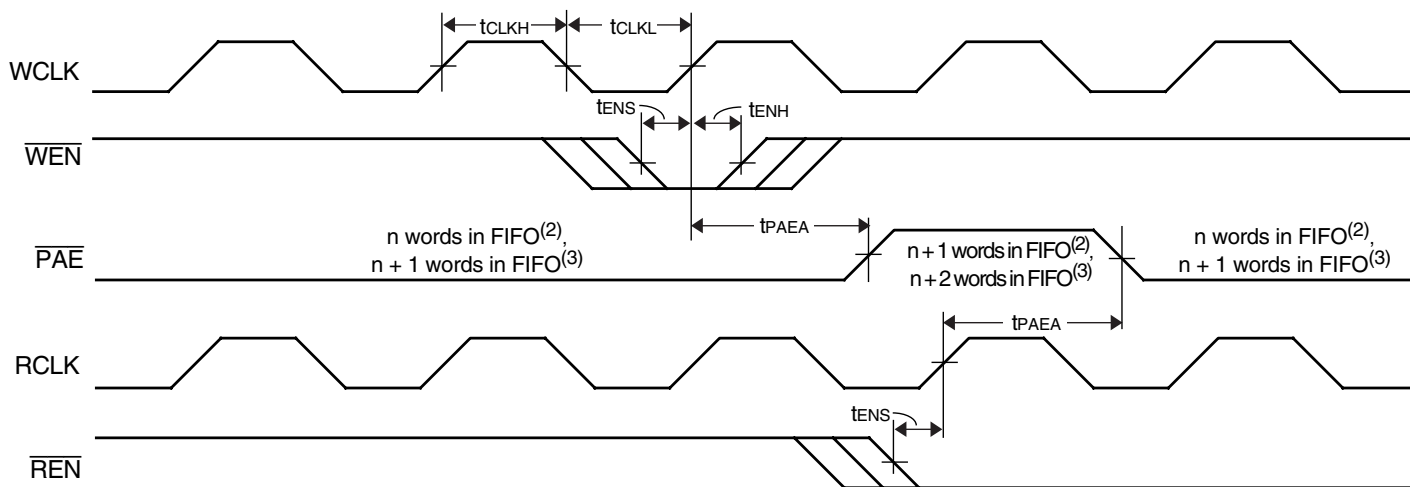 tCLKH tCLKL
WCLK
tENS tENH
WEN
tPAEA
n words in FIFO(2),
n + 1 words in FIFO(3)
PAE
n + 1 words in FIFO(2),
n + 2 words in FIFO(3)
n words in FIFO(2),
n + 1 words in FIFO(3)
tPAEA
RCLK
tENS
REN